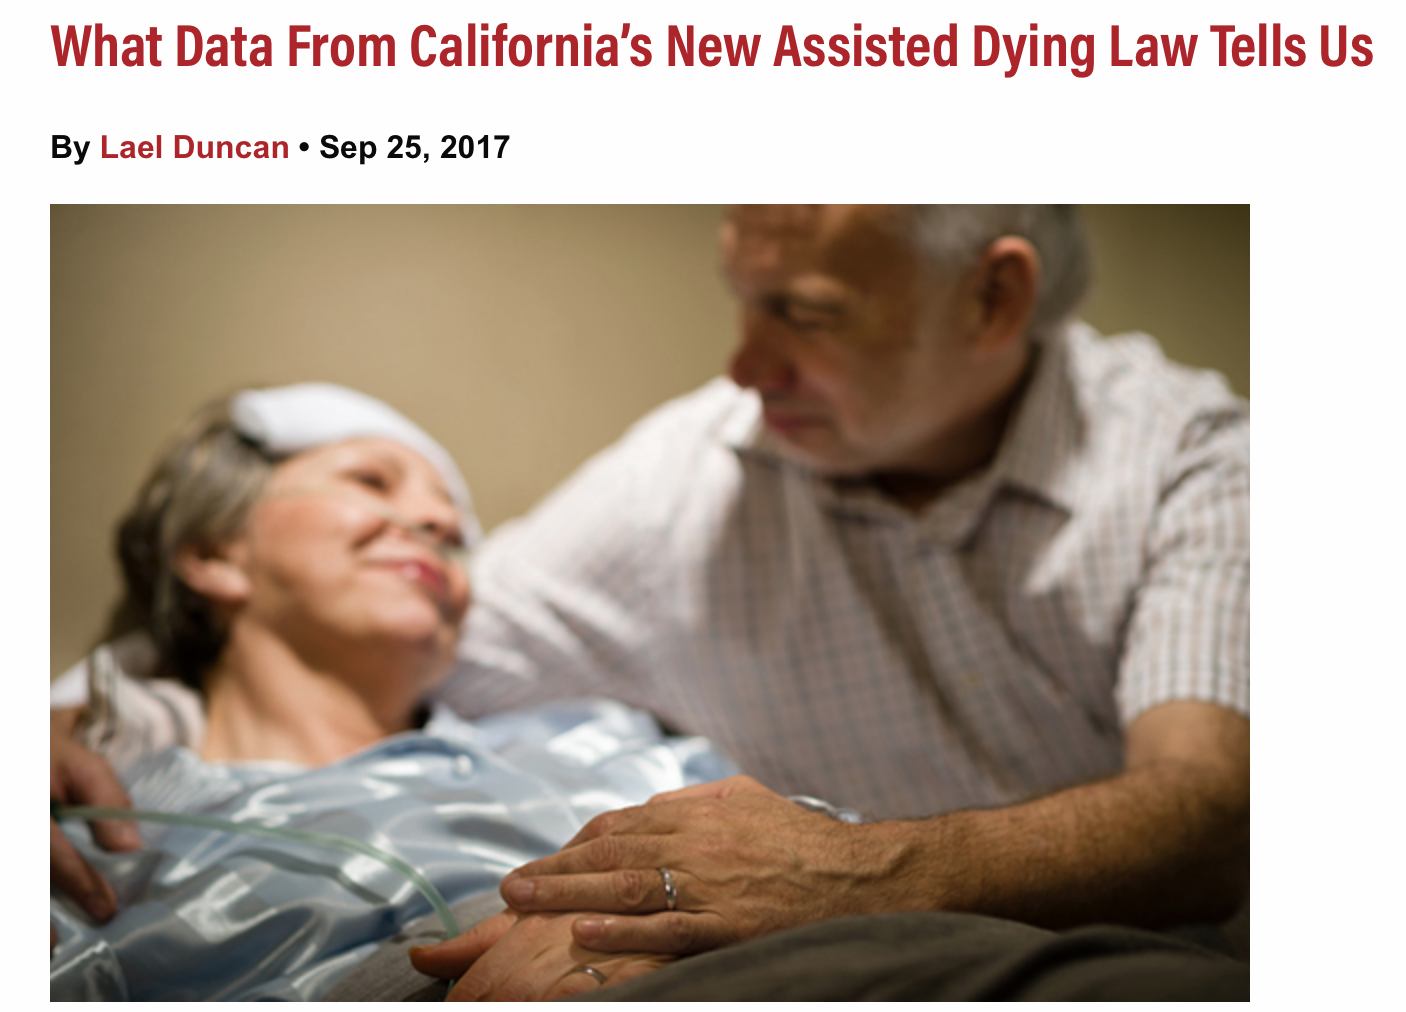 What Data From California’s New Assisted Dying Law Tells Us
By Lael Duncan • Sep 25, 2017